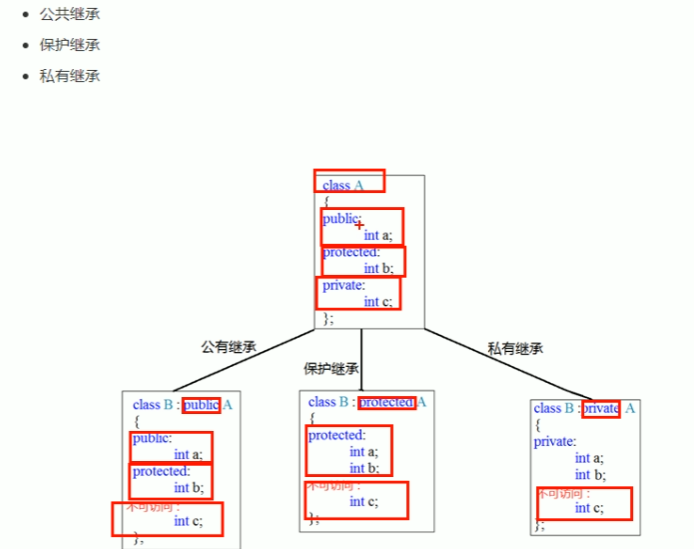 公共继承
保护继承
私有继承
class A
{
public:
int a;
protected:
int b;
private:
int c;
};
公有继承
保护继承
私有继承
class B : public A
{
public:
int a;
protected:
int b;
不可访问：
int c;
};
class B : protected A
{
protected:
int a;
int b;
不可访问：
int c;
};
class B : private A
{
private:
int a;
int b;
不可访问：
int c;
};